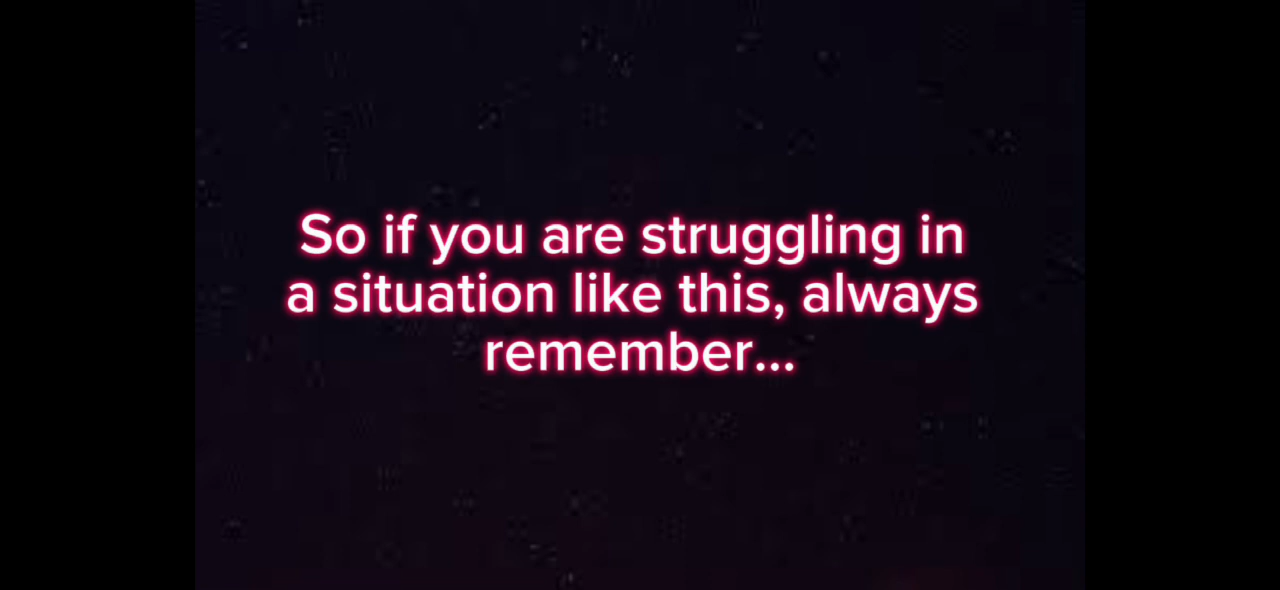 So if you are struggling in
a situation like this, always
remember...